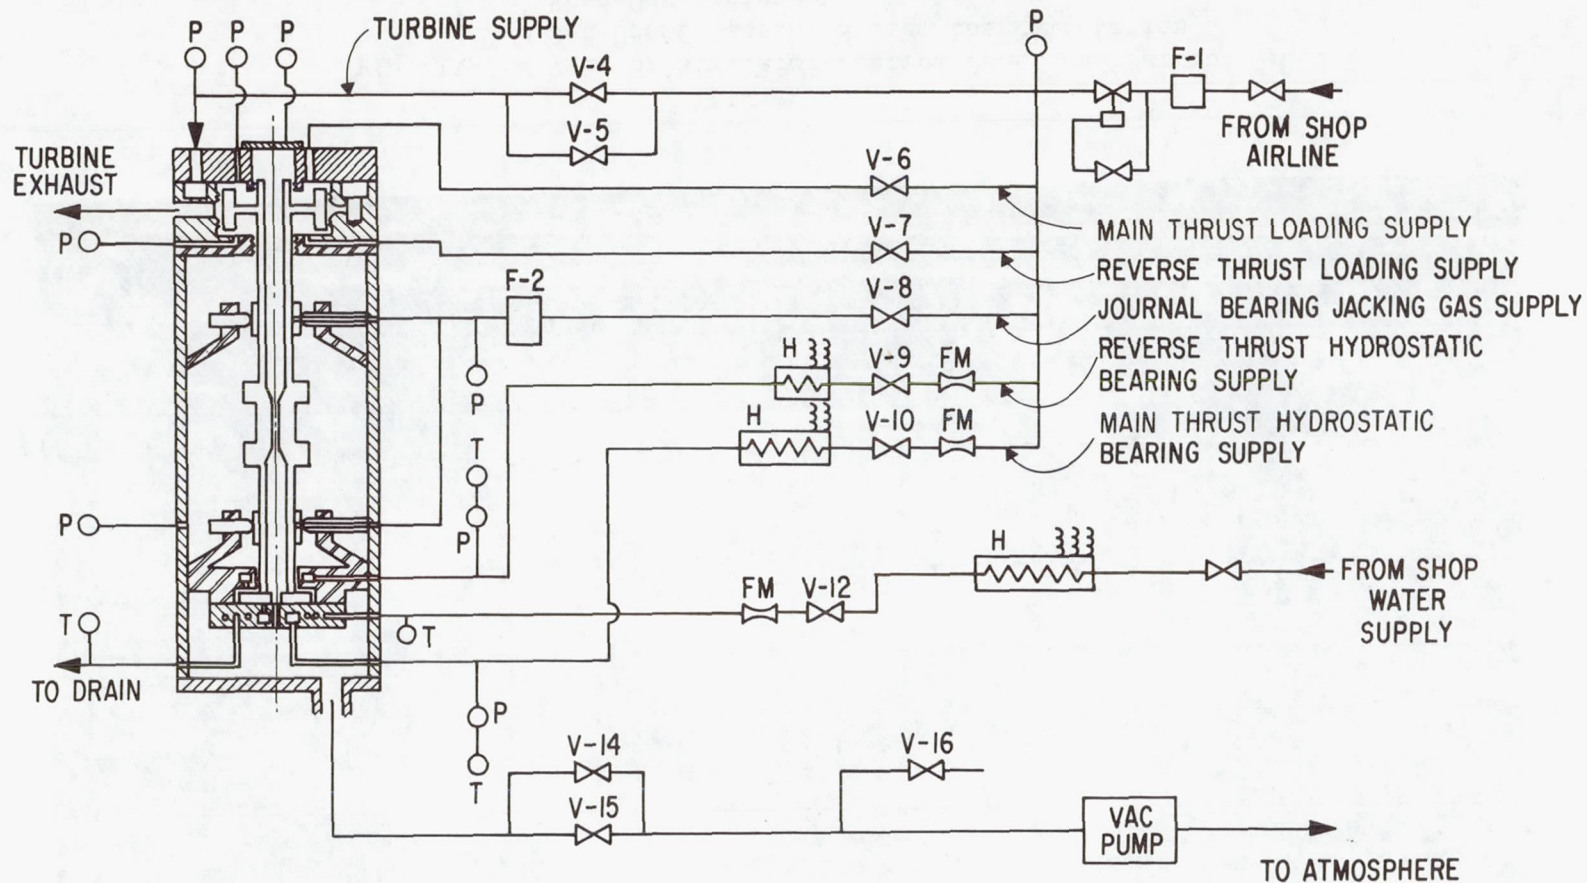 P P P TURBINE SUPPLY P
V-4 F-1
V-5 FROM SHOP
AIRLINE
TURBINE
EXHAUST
V-6
MAIN THRUST LOADING SUPPLY
P V-7
REVERSE THRUST LOADING SUPPLY
F-2 V-8
JOURNAL BEARING JACKING GAS SUPPLY
H V-9 FM REVERSE THRUST HYDROSTATIC
BEARING SUPPLY
P
H V-10 FM MAIN THRUST HYDROSTATIC
BEARING SUPPLY
T
P P
H
FROM SHOP
WATER
SUPPLY
FM V-12
T T
TO DRAIN
P
T
V-14 V-16
V-15
VAC
PUMP
TO ATMOSPHERE